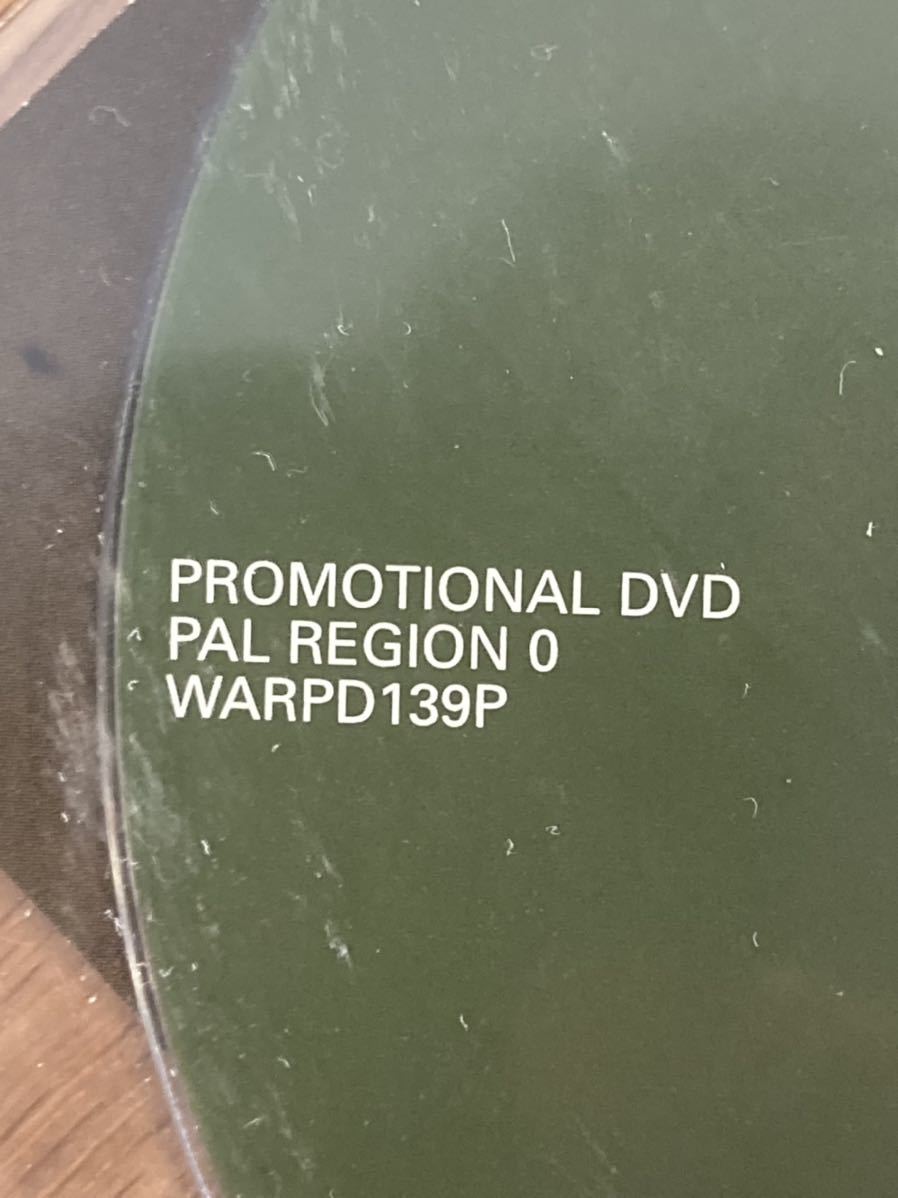 PROMOTIONAL DVD
PAL REGION 0
WARPD139P